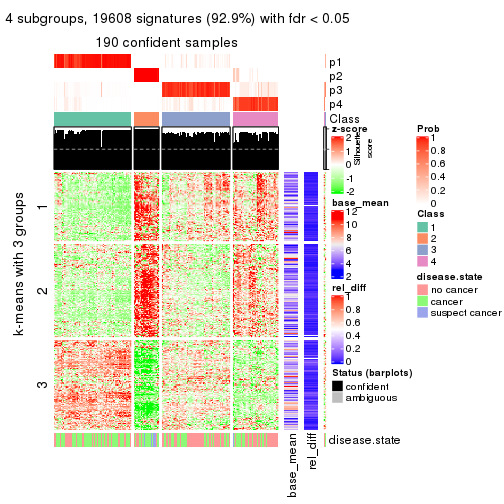 4 subgroups, 19608 signatures (92.9%) with fdr < 0.05
190 confident samples
p1
p2
p3
p4
Class
Silhouette
score
k-means with 3 groups
1
2
3
base_mean
rel_diff
disease.state
z-score
2
1
0
-1
-2
base_mean
12
10
8
6
4
2
rel_diff
1
0.8
0.6
0.4
0.2
0
Status (barplots)
confident
ambiguous
Prob
1
0.8
0.6
0.4
0.2
0
Class
1
2
3
4
disease.state
no cancer
cancer
suspect cancer